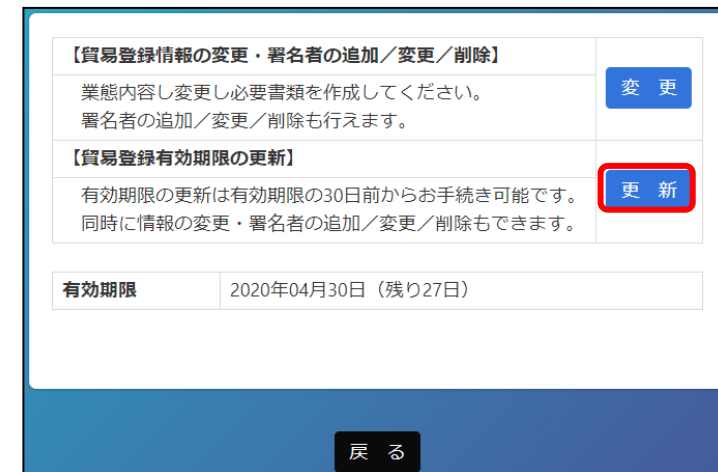 【貿易登録情報の変更・署名者の追加／変更／削除】
業態内容し変更し必要書類を作成してください。
署名者の追加／変更／削除も行えます。
変　更
【貿易登録有効期限の更新】
有効期限の更新は有効期限の30日前からお手続き可能です。
同時に情報の変更・署名者の追加／変更／削除もできます。
更　新
有効期限　2020年04月30日（残り27日）
戻　る